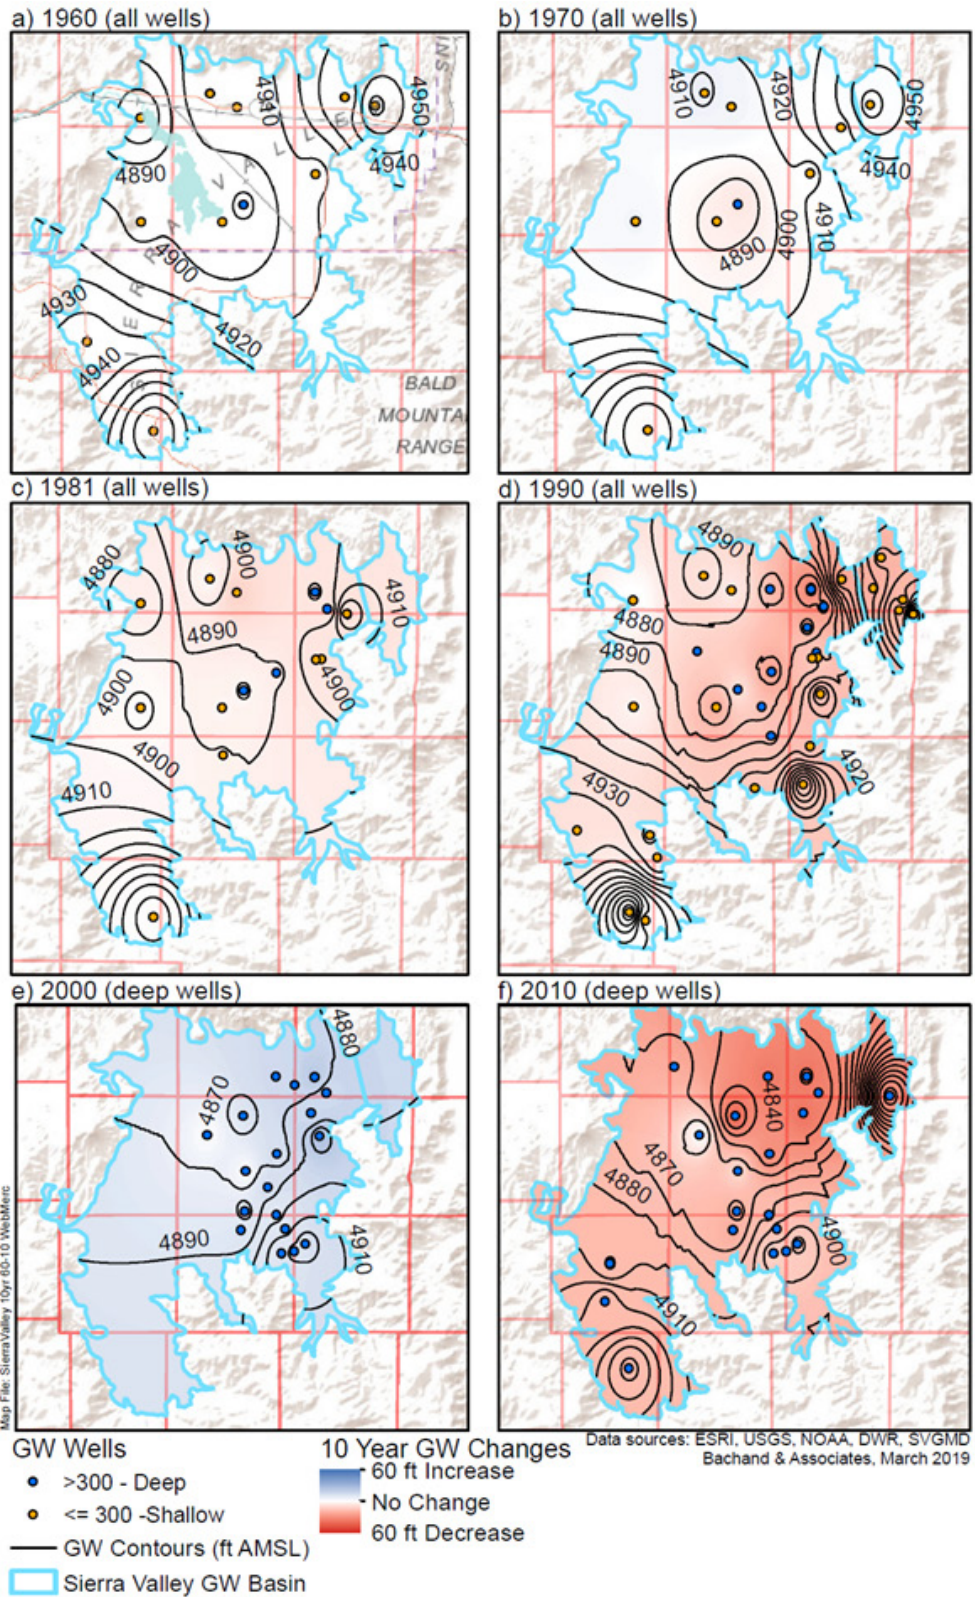 a) 1960 (all wells)
INS
4910
4950
V A L L E
4940
4890
S I E R R A
4900
4930
4920
4940
BALD
MOUNTA
RANGE
b) 1970 (all wells)
4910
4920
4950
4940
4900
4910
4890
c) 1981 (all wells)
4880
4900
4910
4890
4900
4900
4900
4910
d) 1990 (all wells)
4890
4880
4890
4920
4930
e) 2000 (deep wells)
4880
4870
4890
4910
f) 2010 (deep wells)
4840
4870
4880
4900
4910
Map File: SierraValley 10yr 60-10 WebMerc
Data sources: ESRI, USGS, NOAA, DWR, SVGMD
Bachand & Associates, March 2019
GW Wells
>300 - Deep
<= 300 -Shallow
GW Contours (ft AMSL)
Sierra Valley GW Basin
10 Year GW Changes
60 ft Increase
No Change
60 ft Decrease